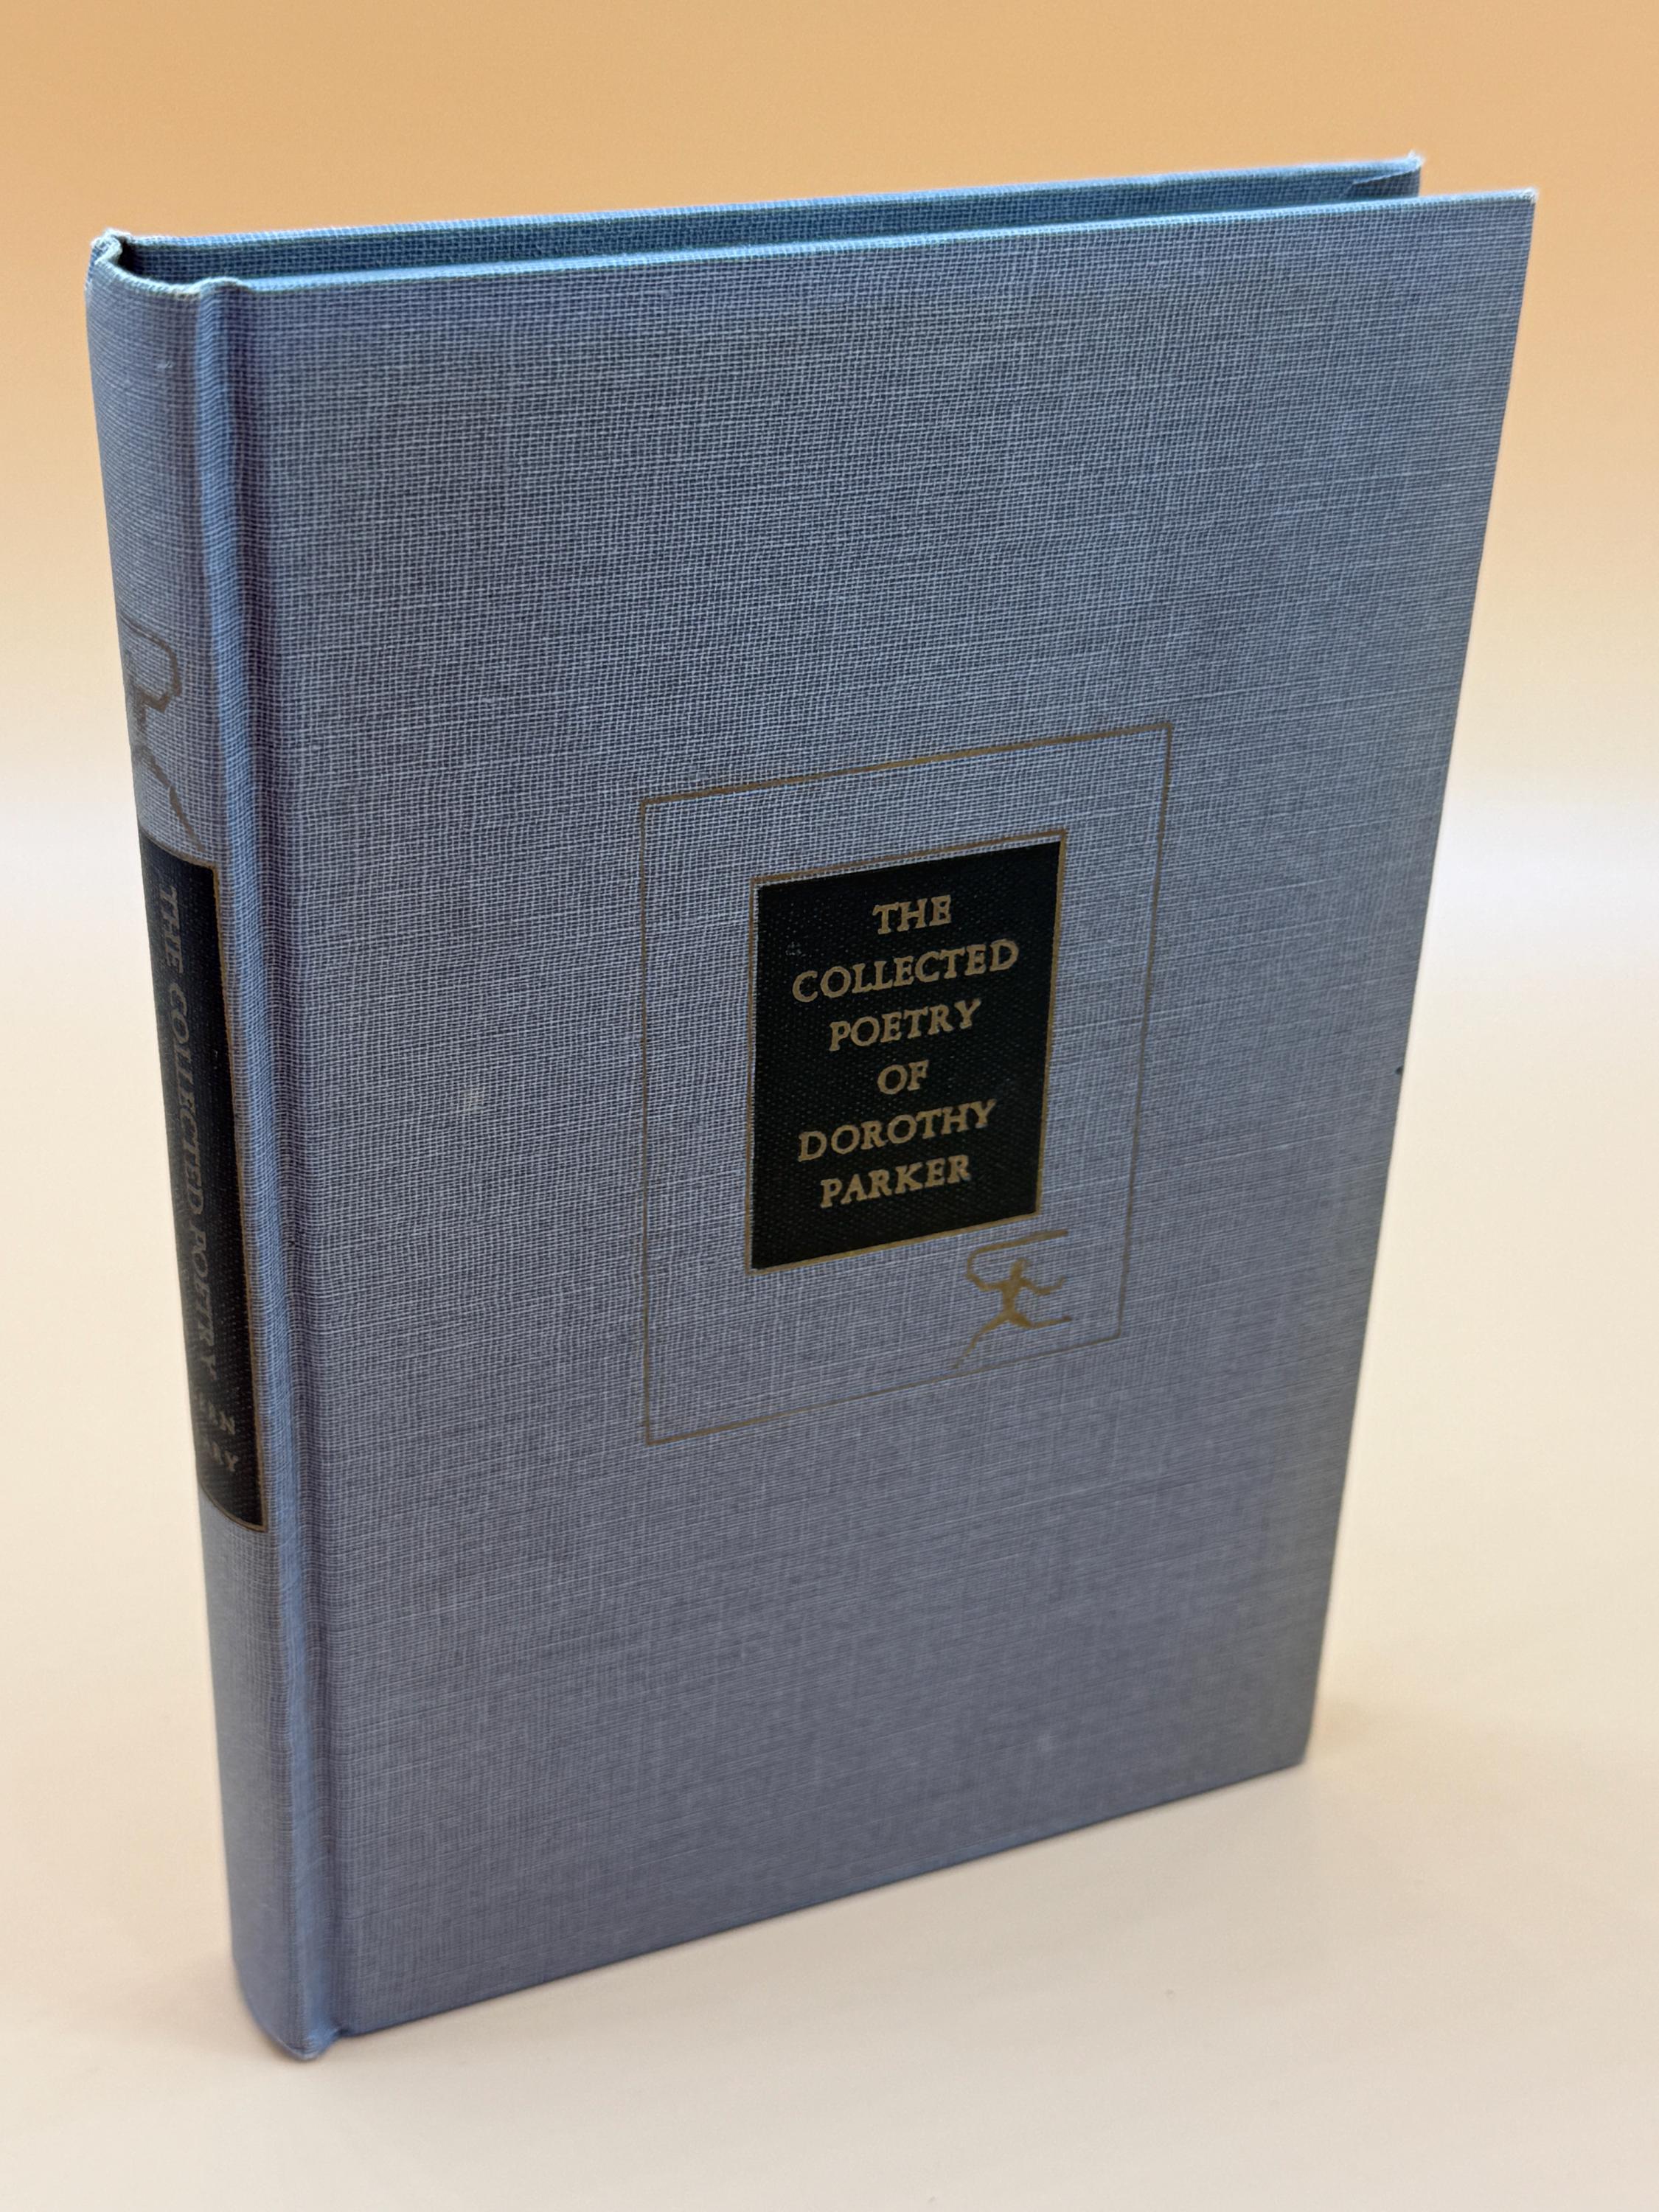 THE
COLLECTED
POETRY
OF
DOROTHY
PARKER
THE COLLECTED POETRY